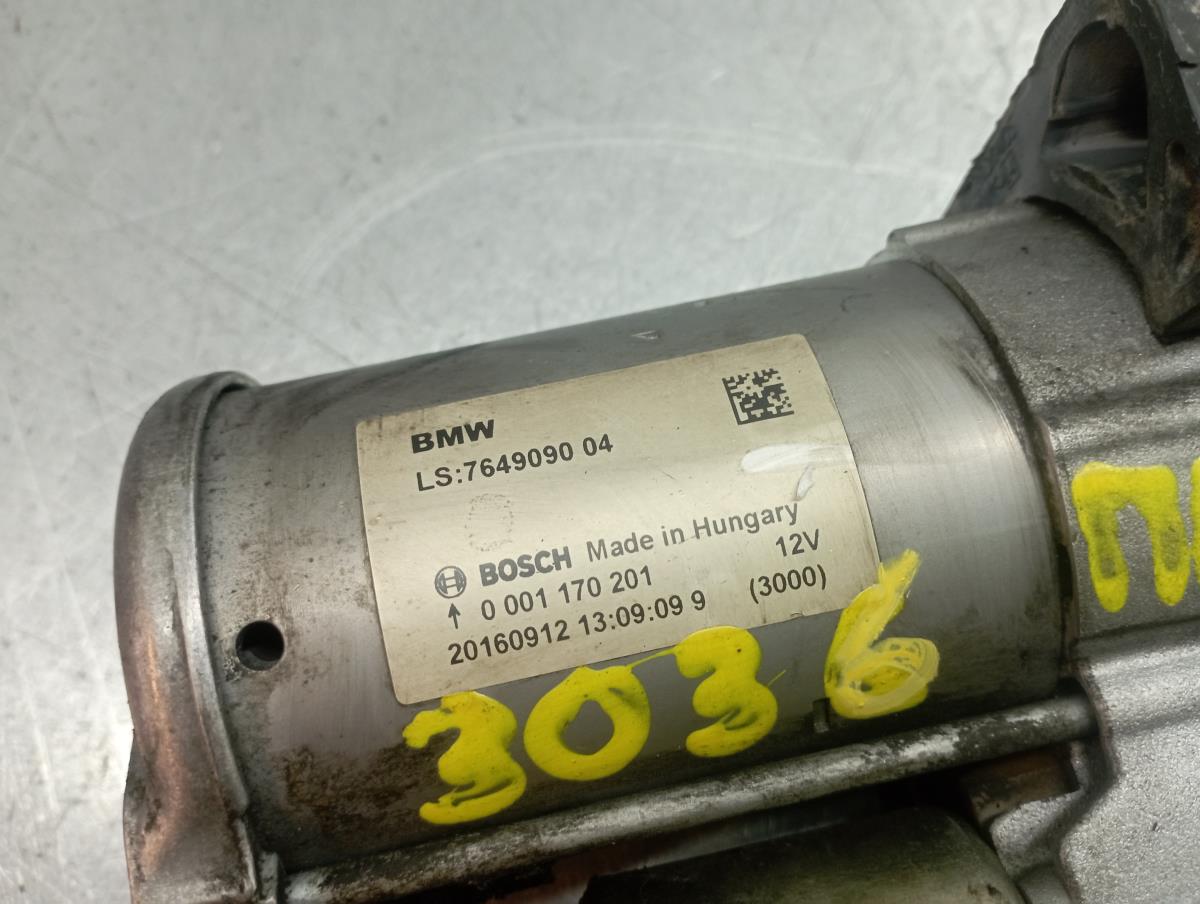 BMW
LS:7649090 04
BOSCH Made in Hungary
0 001 170 201 12V
20160912 13:09:09 9 (3000)
3036